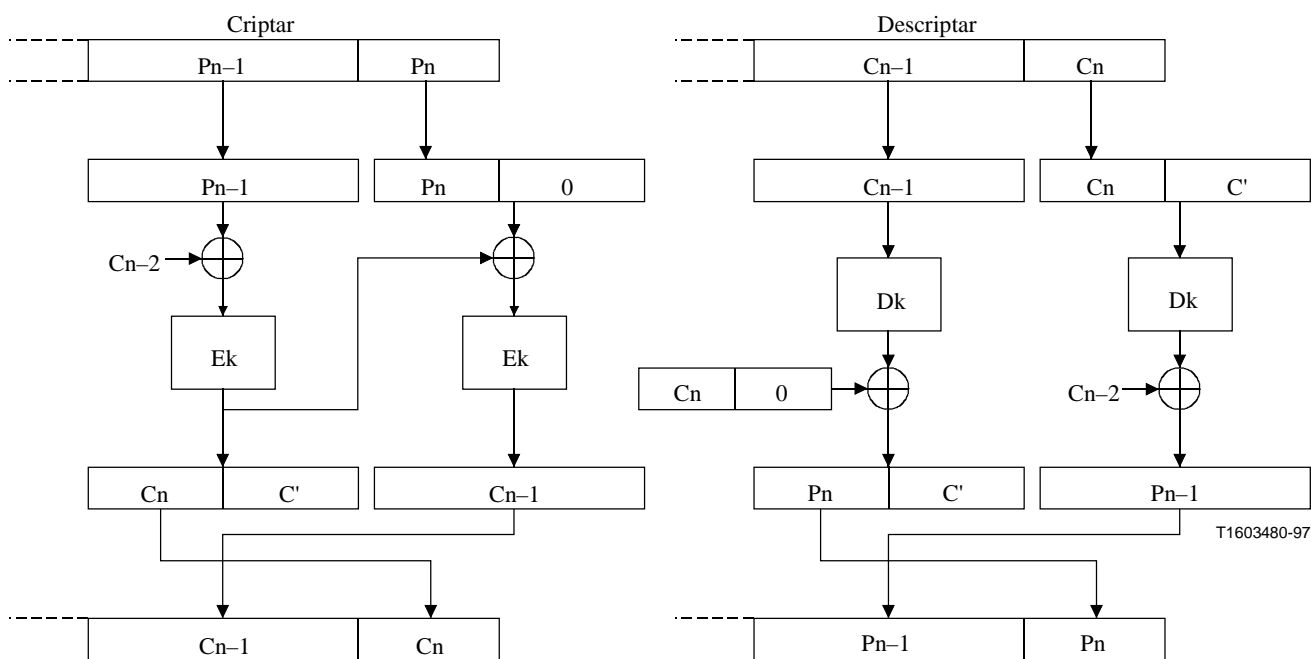 Criptar
Pn–1 Pn
Pn–1
Pn 0
Cn–2
Ek
Ek
Cn C'
Cn–1
Cn–1 Cn
Descriptar
Cn–1 Cn
Cn–1
Cn C'
Dk
Dk
Cn 0
Cn–2
Pn C'
Pn–1
T1603480-97
Pn–1 Pn